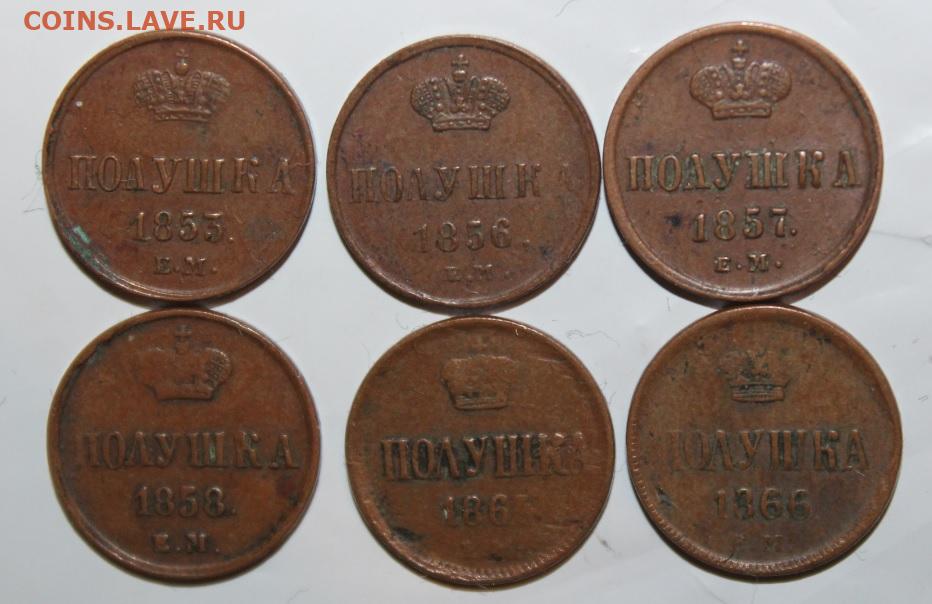 COINS.LAVE.RU
ПОЛУШКА
1853.
Е.М.
ПОЛУШКА
1856.
Е.М.
ПОЛУШКА
1857.
Е.М.
ПОЛУШКА
1858.
Е.М.
ПОЛУШКА
ПОЛУШКА
1866